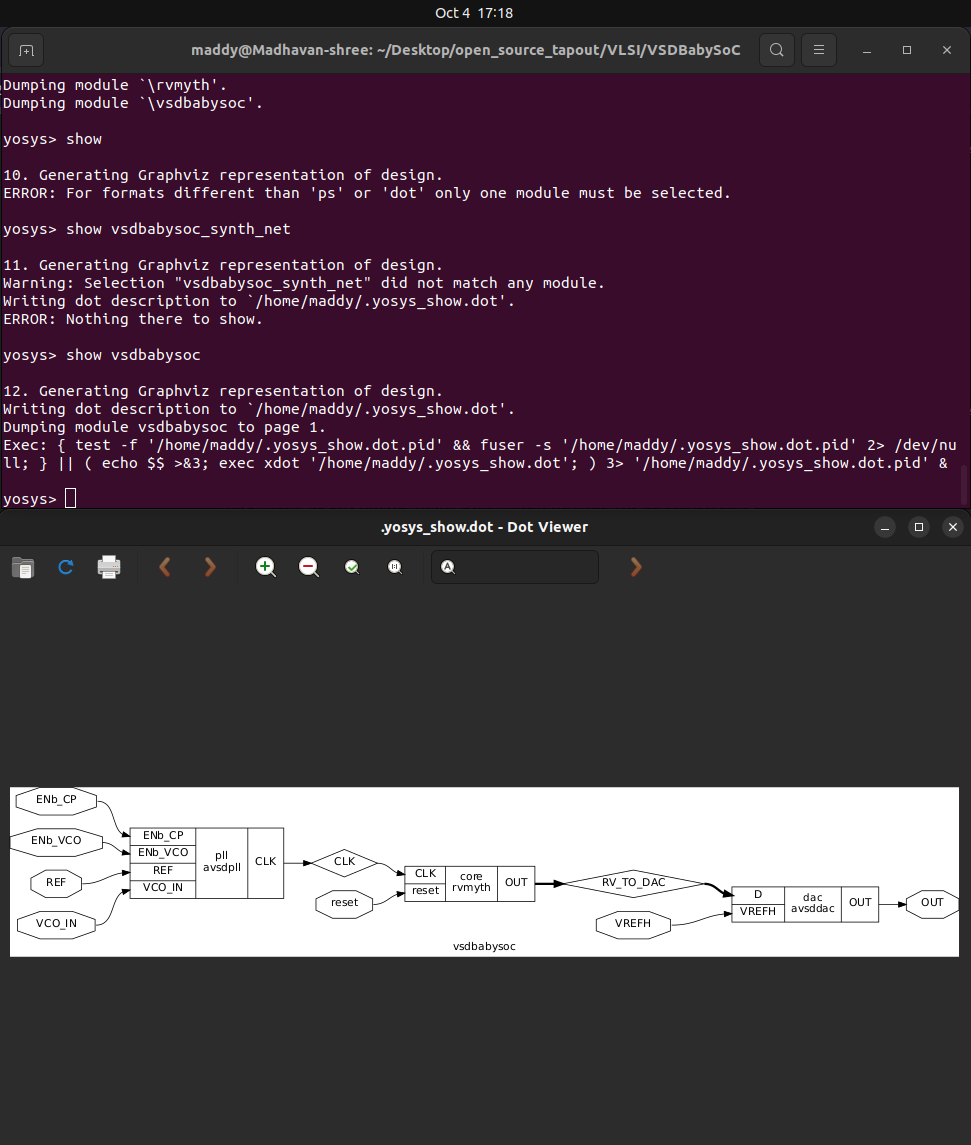 Oct 4 17:18
maddy@Madhavan-shree: ~/Desktop/open_source_tapout/VLSI/VSDBabySoC
Dumping module `\rvmyth'.
Dumping module `\vsdbabysoc'.
yosys> show
10. Generating Graphviz representation of design.
ERROR: For formats different than 'ps' or 'dot' only one module must be selected.
yosys> show vsdbabysoc_synth_net
11. Generating Graphviz representation of design.
Warning: Selection "vsdbabysoc_synth_net" did not match any module.
Writing dot description to `/home/maddy/.yosys_show.dot'.
ERROR: Nothing there to show.
yosys> show vsdbabysoc
12. Generating Graphviz representation of design.
Writing dot description to `/home/maddy/.yosys_show.dot'.
Dumping module vsdbabysoc to page 1.
Exec: { test -f '/home/maddy/.yosys_show.dot.pid' && fuser -s '/home/maddy/.yosys_show.dot.pid' 2> /dev/nu
ll; } || ( echo $$ >&3; exec xdot '/home/maddy/.yosys_show.dot'; ) 3> '/home/maddy/.yosys_show.dot.pid' &
yosys>
.yosys_show.dot - Dot Viewer
A
ENb_CP
ENb_VCO
REF
VCO_IN
ENb_CP
ENb_VCO
REF
VCO_IN
pll
avsdpll
CLK
CLK
reset
CLK
reset
core
rvmyth
OUT
RV_TO_DAC
VREFH
D
VREFH
dac
avsddac
OUT
OUT
vsdbabysoc